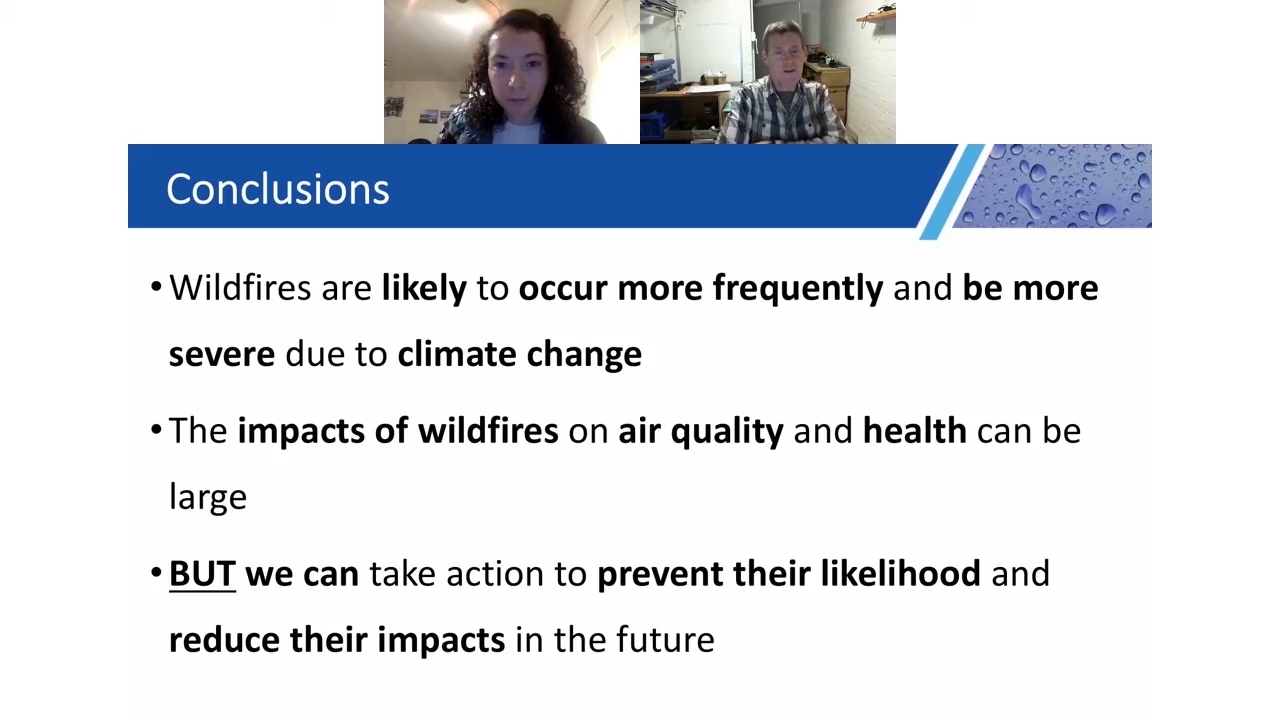 Conclusions
• Wildfires are likely to occur more frequently and be more
severe due to climate change
• The impacts of wildfires on air quality and health can be
large
• BUT we can take action to prevent their likelihood and
reduce their impacts in the future